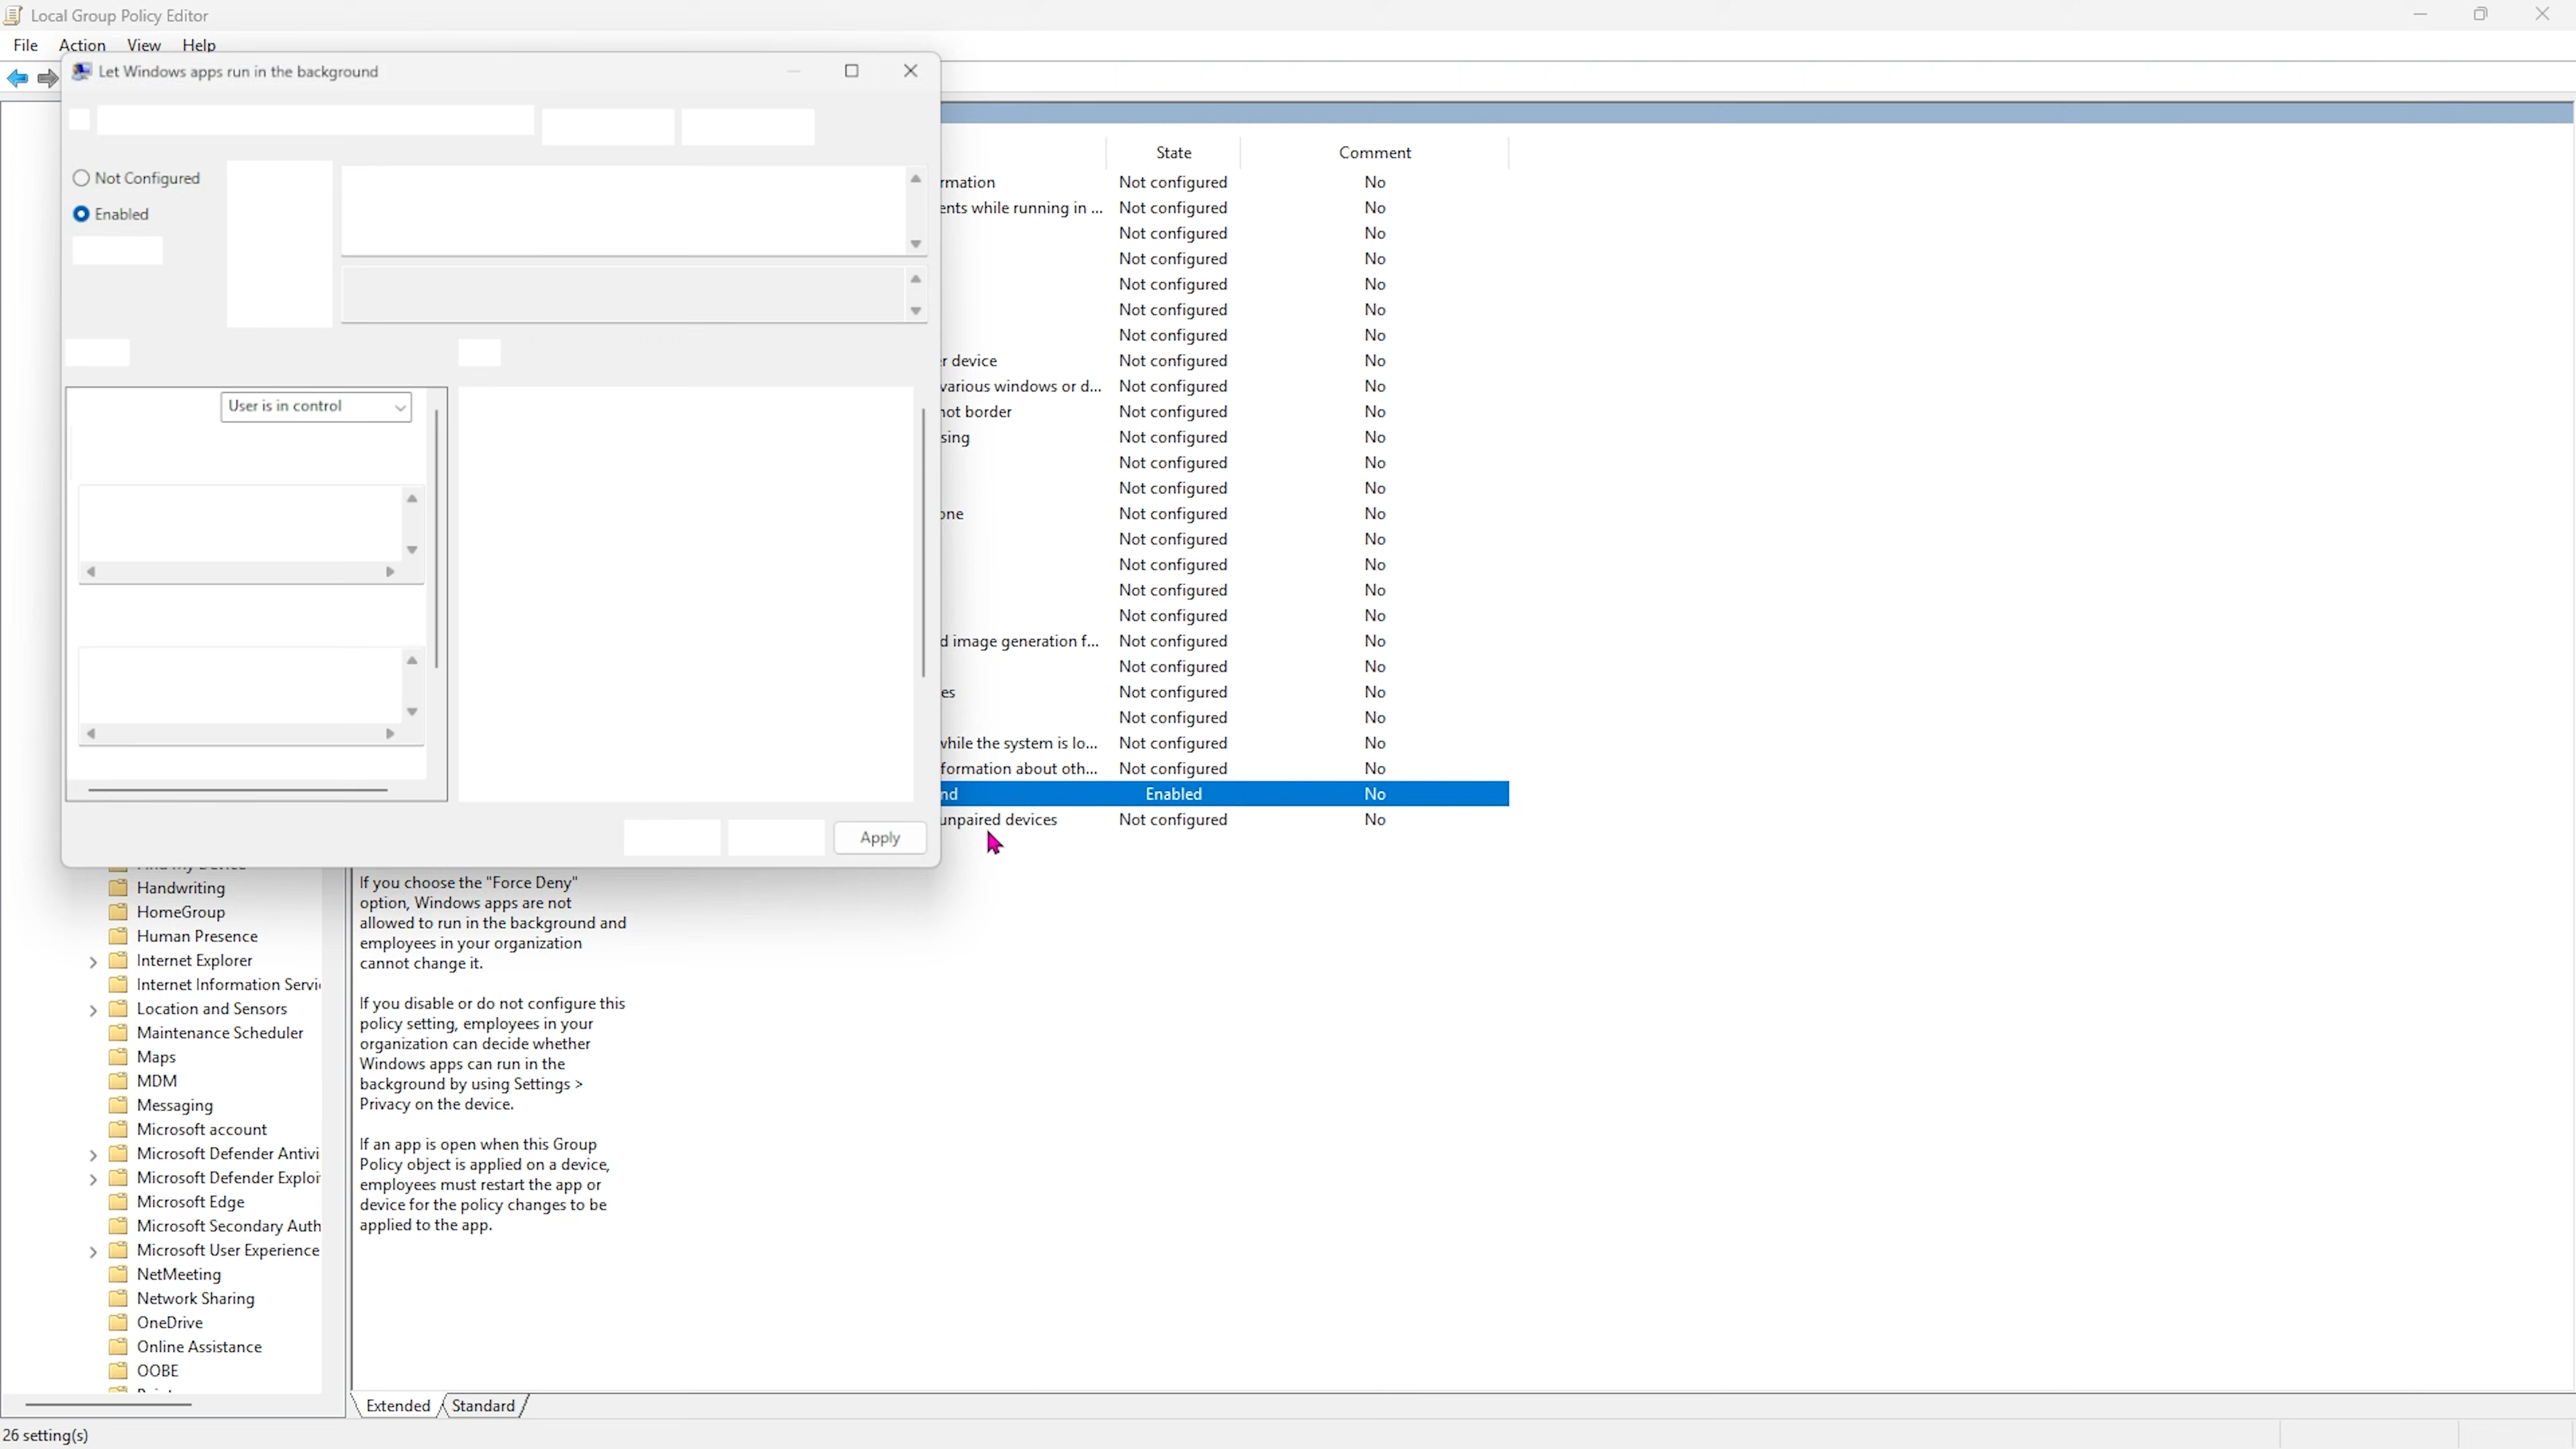 Local Group Policy Editor
File Action View Help
Let Windows apps run in the background
Not Configured
Enabled
User is in control
Apply
State Comment
rmation Not configured No
ents while running in ... Not configured No
Not configured No
Not configured No
Not configured No
Not configured No
Not configured No
r device Not configured No
various windows or d... Not configured No
not border Not configured No
sing Not configured No
Not configured No
Not configured No
one Not configured No
Not configured No
Not configured No
Not configured No
Not configured No
d image generation f... Not configured No
Not configured No
es Not configured No
Not configured No
while the system is lo... Not configured No
formation about oth... Not configured No
nd Enabled No
unpaired devices Not configured No
Handwriting
HomeGroup
Human Presence
Internet Explorer
Internet Information Servi
Location and Sensors
Maintenance Scheduler
Maps
MDM
Messaging
Microsoft account
Microsoft Defender Antivi
Microsoft Defender Exploi
Microsoft Edge
Microsoft Secondary Auth
Microsoft User Experience
NetMeeting
Network Sharing
OneDrive
Online Assistance
OOBE
If you choose the "Force Deny"
option, Windows apps are not
allowed to run in the background and
employees in your organization
cannot change it.
If you disable or do not configure this
policy setting, employees in your
organization can decide whether
Windows apps can run in the
background by using Settings >
Privacy on the device.
If an app is open when this Group
Policy object is applied on a device,
employees must restart the app or
device for the policy changes to be
applied to the app.
Extended Standard
26 setting(s)